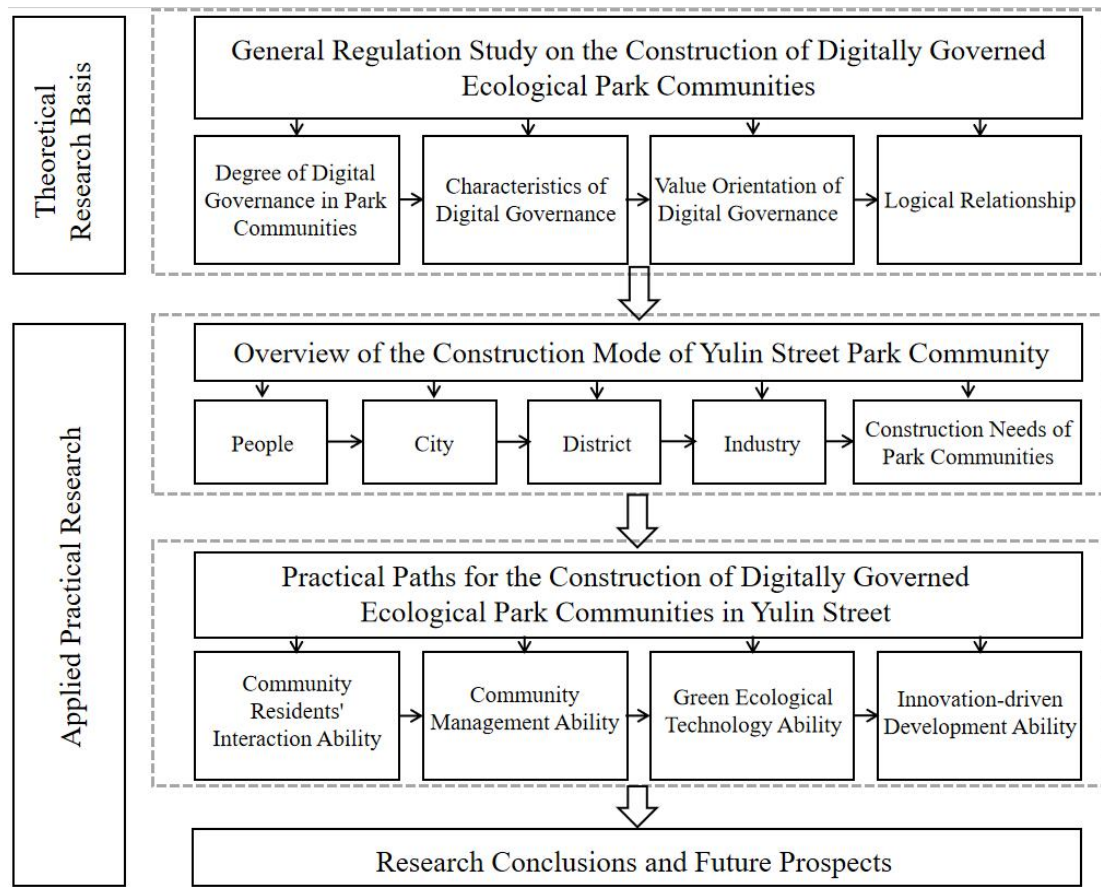 Theoretical
Research Basis
General Regulation Study on the Construction of Digitally Governed
Ecological Park Communities
Degree of Digital
Governance in Park
Communities
Characteristics of
Digital Governance
Value Orientation of
Digital Governance
Logical Relationship
Applied Practical Research
Overview of the Construction Mode of Yulin Street Park Community
People
City
District
Industry
Construction Needs of
Park Communities
Practical Paths for the Construction of Digitally Governed
Ecological Park Communities in Yulin Street
Community
Residents'
Interaction Ability
Community
Management Ability
Green Ecological
Technology Ability
Innovation-driven
Development Ability
Research Conclusions and Future Prospects